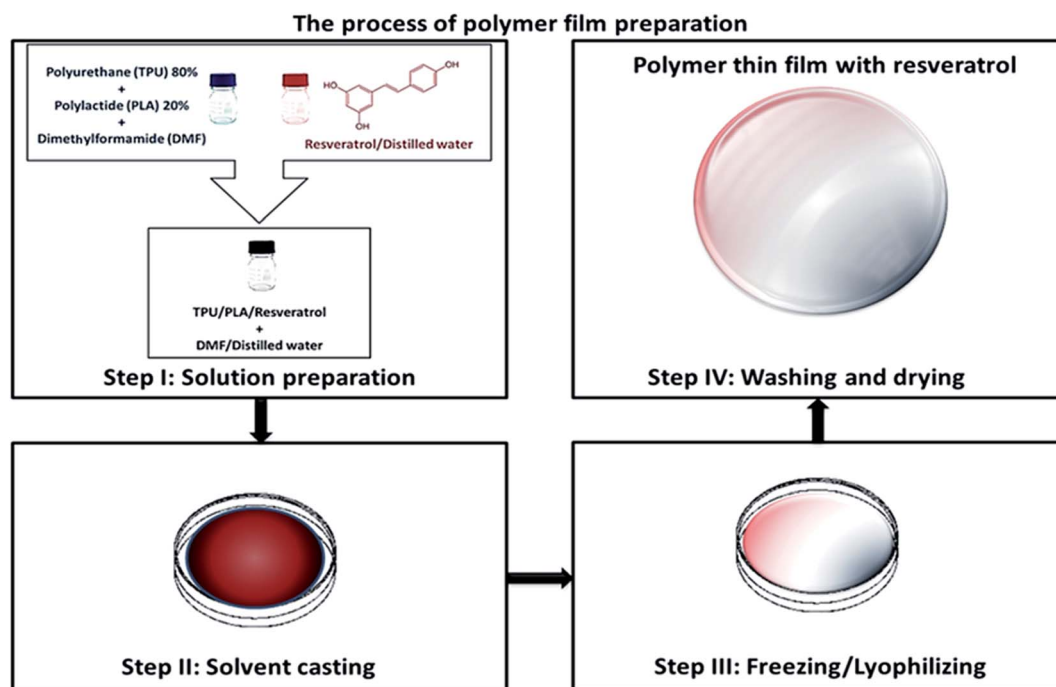 The process of polymer film preparation
Polyurethane (TPU) 80%
+
Polylactide (PLA) 20%
+
Dimethylformamide (DMF)
OH
HO
OH
Resveratrol/Distilled water
TPU/PLA/Resveratrol
+
DMF/Distilled water
Step I: Solution preparation
Step II: Solvent casting
Step III: Freezing/Lyophilizing
Polymer thin film with resveratrol
Step IV: Washing and drying